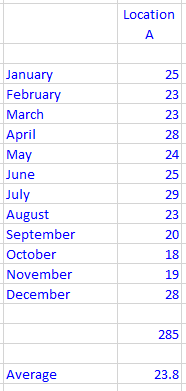 Location
A
January 25
February 23
March 23
April 28
May 24
June 25
July 29
August 23
September 20
October 18
November 19
December 28
285
Average 23.8